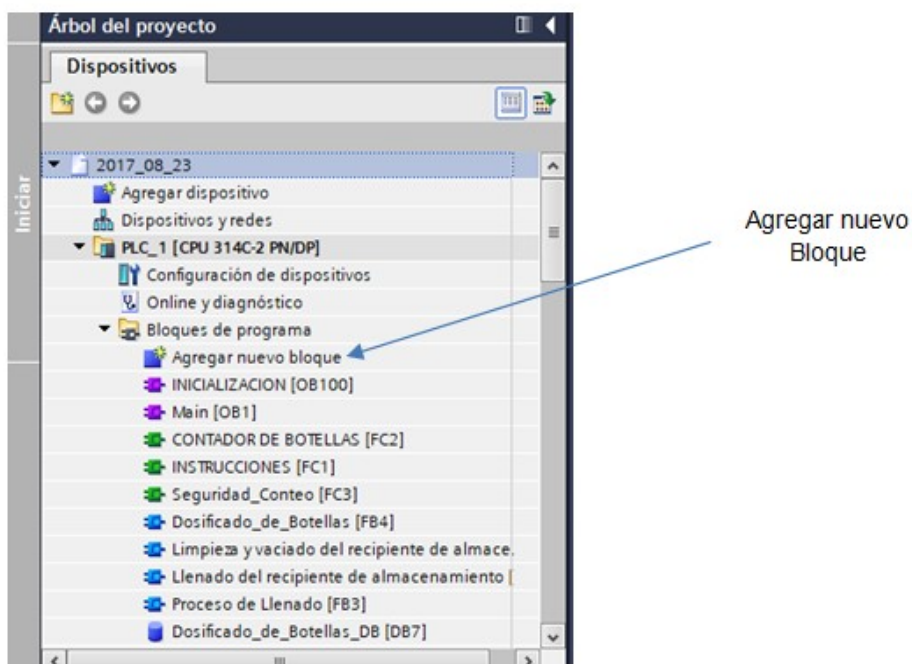 Árbol del proyecto
Dispositivos
Iniciar
2017_08_23
Agregar dispositivo
Dispositivos y redes
PLC_1 [CPU 314C-2 PN/DP]
Configuración de dispositivos
Online y diagnóstico
Bloques de programa
Agregar nuevo bloque
INICIALIZACION [OB100]
Main [OB1]
CONTADOR DE BOTELLAS [FC2]
INSTRUCCIONES [FC1]
Seguridad_Conteo [FC3]
Dosificado_de_Botellas [FB4]
Limpieza y vaciado del recipiente de almace.
Llenado del recipiente de almacenamiento [
Proceso de Llenado [FB3]
Dosificado_de_Botellas_DB [DB7]
Agregar nuevo
Bloque